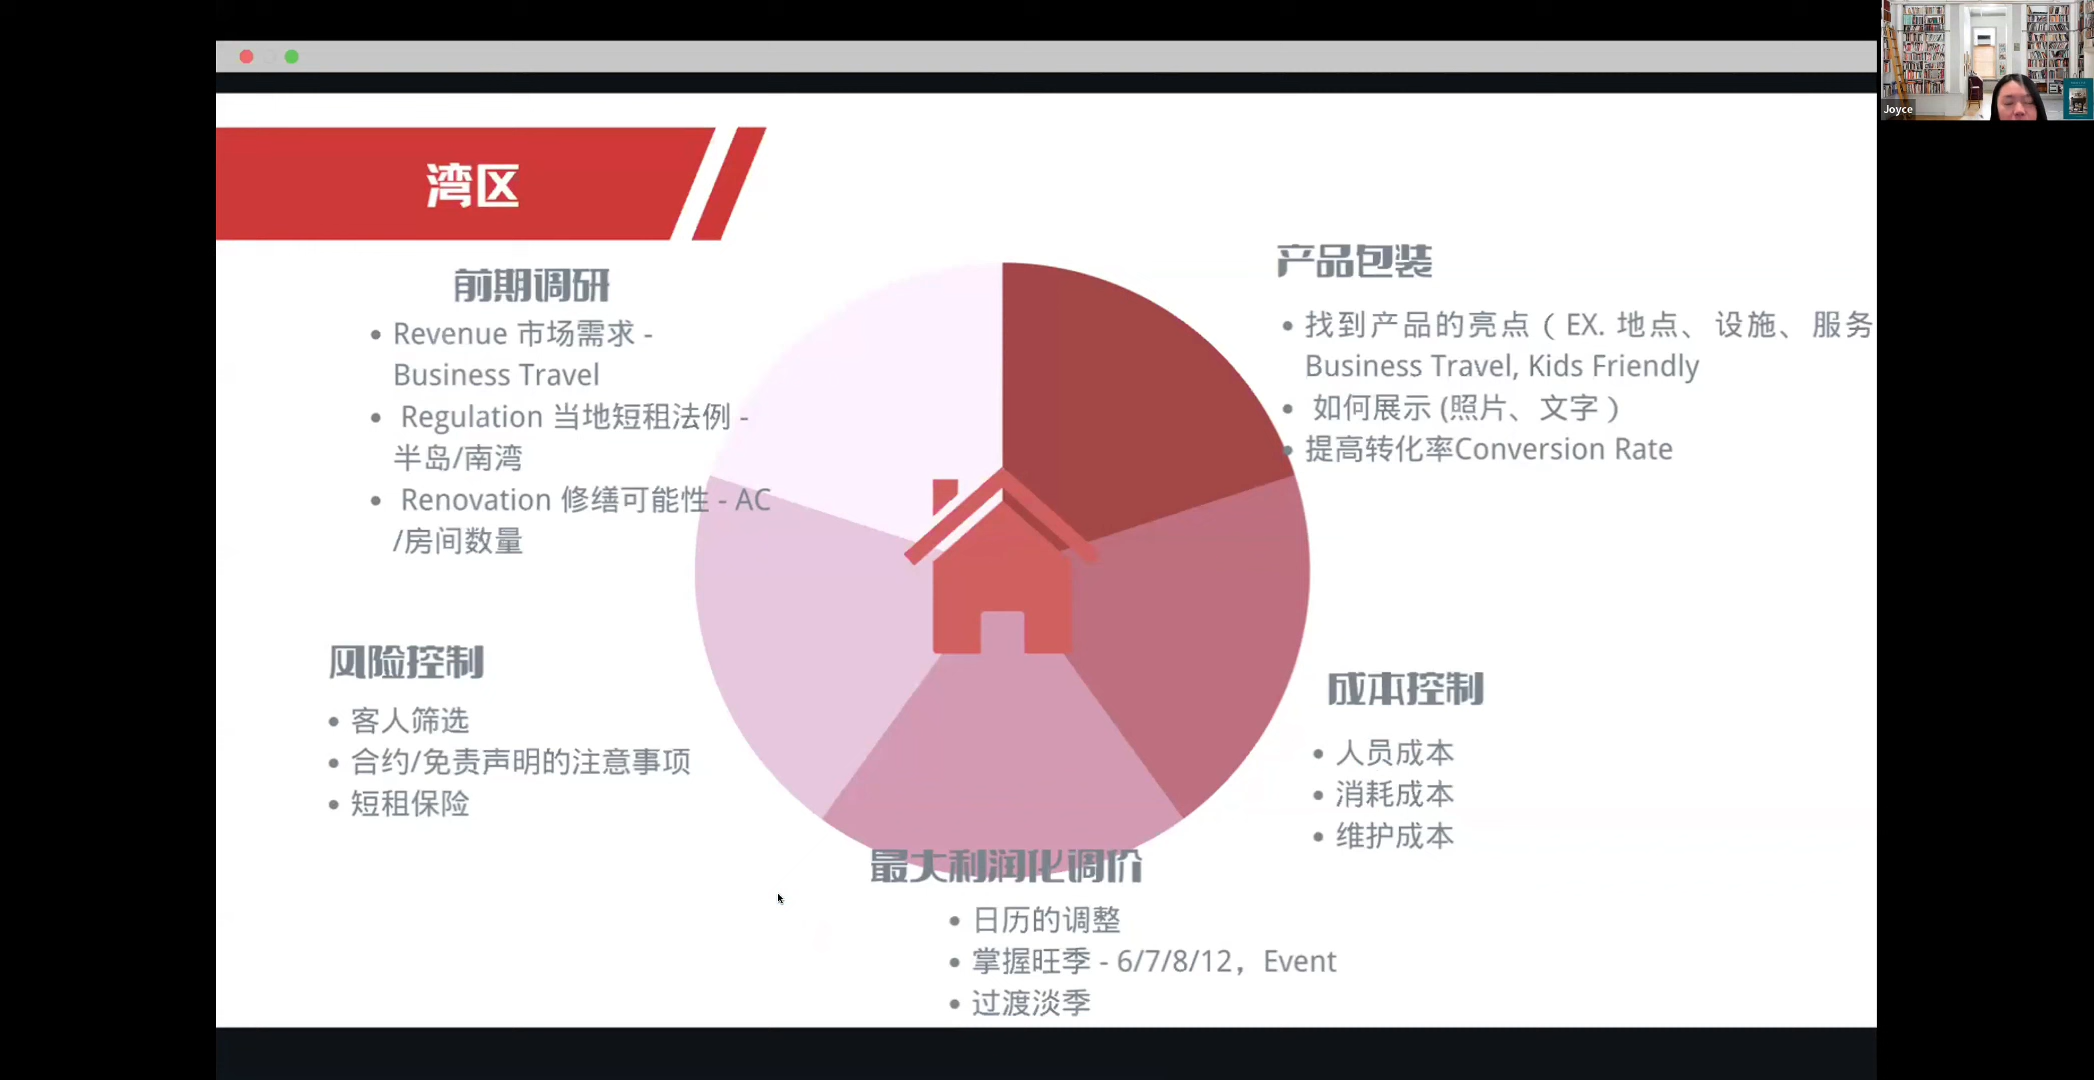 Joyce
湾区
前期调研
Revenue 市场需求 -
Business Travel
Regulation 当地短租法例 -
半岛/南湾
Renovation 修缮可能性 - AC
/房间数量
产品包装
找到产品的亮点（ EX. 地点、 设施、 服务
Business Travel, Kids Friendly
如何展示 (照片、文字 )
提高转化率Conversion Rate
风险控制
客人筛选
合约/免责声明的注意事项
短租保险
成本控制
人员成本
消耗成本
维护成本
最大利润化调价
日历的调整
掌握旺季 - 6/7/8/12，Event
过渡淡季